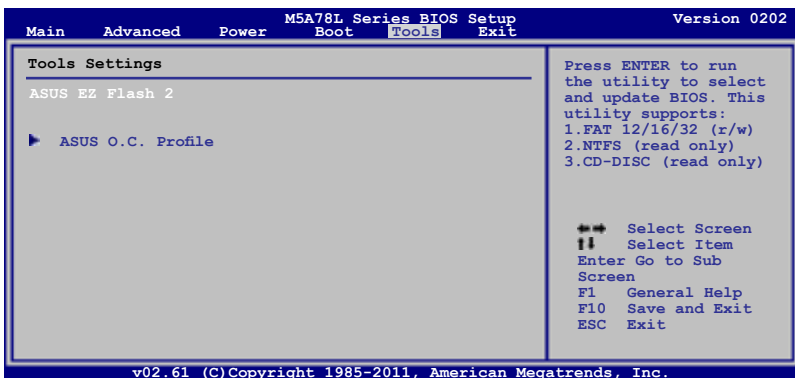 M5A78L Series BIOS Setup Version 0202
Main Advanced Power Boot Tools Exit
Tools Settings
ASUS EZ Flash 2
ASUS O.C. Profile
Press ENTER to run
the utility to select
and update BIOS. This
utility supports:
1.FAT 12/16/32 (r/w)
2.NTFS (read only)
3.CD-DISC (read only)
Select Screen
Select Item
Enter Go to Sub
Screen
F1 General Help
F10 Save and Exit
ESC Exit
v02.61 (C)Copyright 1985-2011, American Megatrends, Inc.